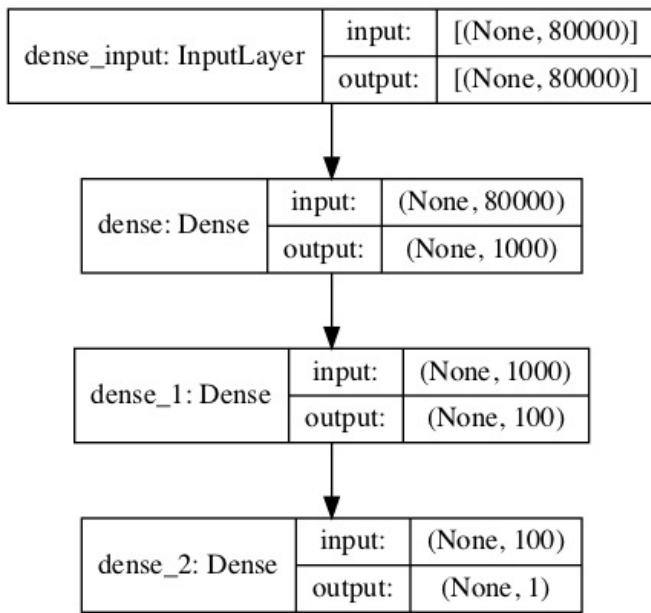 dense_input: InputLayer
input: [(None, 80000)]
output: [(None, 80000)]
dense: Dense
input: (None, 80000)
output: (None, 1000)
dense_1: Dense
input: (None, 1000)
output: (None, 100)
dense_2: Dense
input: (None, 100)
output: (None, 1)